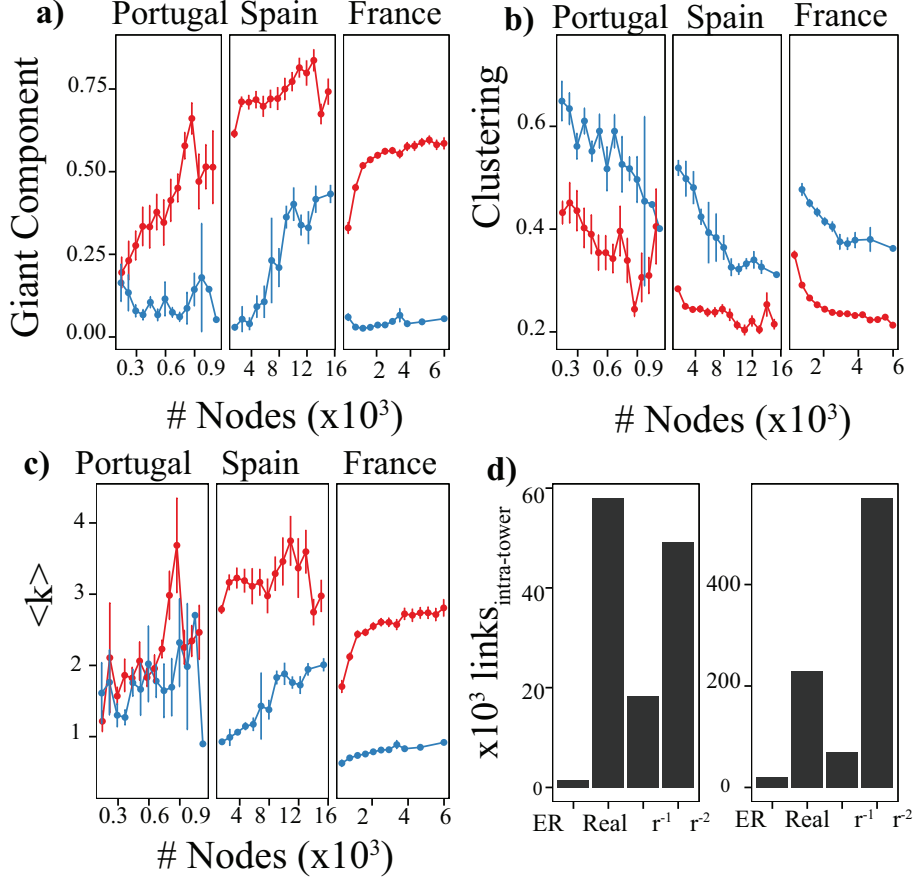 a)
Portugal Spain France
Giant Component
0.75
0.50
0.25
0.00
0.3 0.6 0.9 4 8 12 16 2 4 6
# Nodes (x10³)
b)
Portugal Spain France
Clustering
0.6
0.4
0.2
0.3 0.6 0.9 4 8 12 16 2 4 6
# Nodes (x10³)
c)
Portugal Spain France
<k>
4
3
2
1
0.3 0.6 0.9 4 8 12 16 2 4 6
# Nodes (x10³)
d)
x10³ links intra-tower
60
40
20
0
ER Real r⁻¹ r⁻²
400
200
0
ER Real r⁻¹ r⁻²